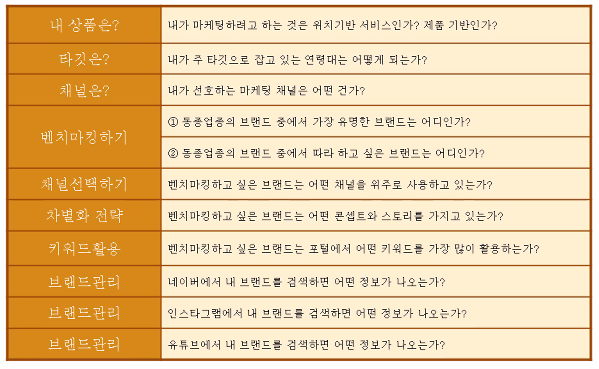 내 상품은? 내가 마케팅하려고 하는 것은 위치기반 서비스인가? 제품 기반인가?
타깃은? 내가 주 타깃으로 잡고 있는 연령대는 어떻게 되는가?
채널은? 내가 선호하는 마케팅 채널은 어떤 건가?
벤치마킹하기 ① 동종업종의 브랜드 중에서 가장 유명한 브랜드는 어디인가?
② 동종업종의 브랜드 중에서 따라 하고 싶은 브랜드는 어디인가?
채널선택하기 벤치마킹하고 싶은 브랜드는 어떤 채널을 위주로 사용하고 있는가?
차별화 전략 벤치마킹하고 싶은 브랜드는 어떤 콘셉트와 스토리를 가지고 있는가?
키워드활용 벤치마킹하고 싶은 브랜드는 포털에서 어떤 키워드를 가장 많이 활용하는가?
브랜드관리 네이버에서 내 브랜드를 검색하면 어떤 정보가 나오는가?
브랜드관리 인스타그램에서 내 브랜드를 검색하면 어떤 정보가 나오는가?
브랜드관리 유튜브에서 내 브랜드를 검색하면 어떤 정보가 나오는가?